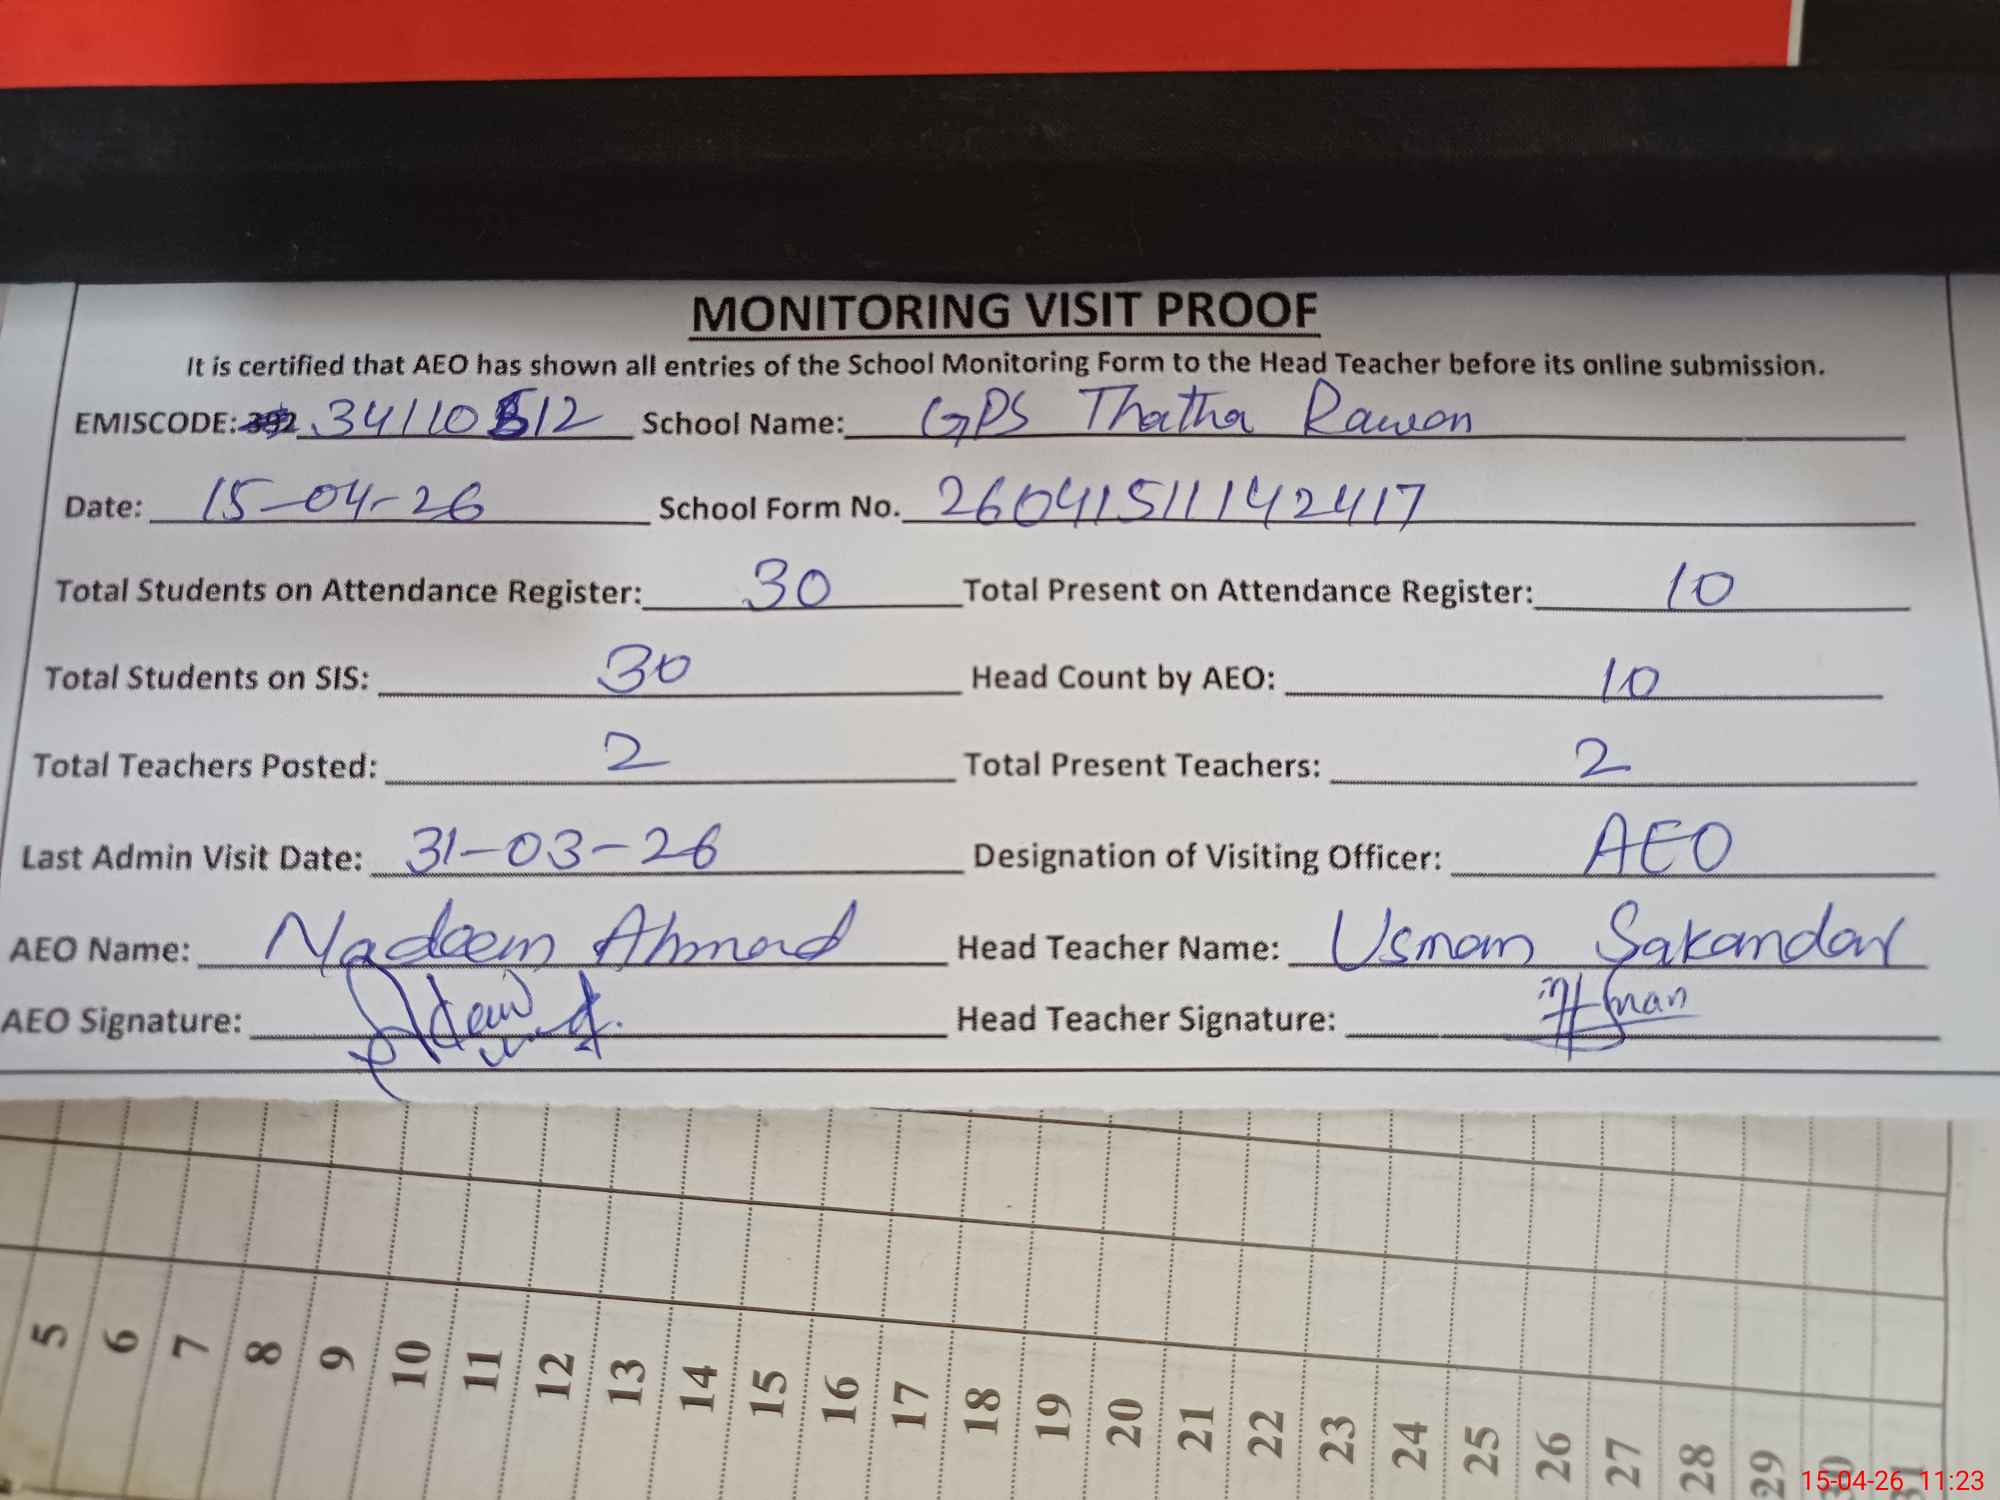 MONITORING VISIT PROOF
It is certified that AEO has shown all entries of the School Monitoring Form to the Head Teacher before its online submission.
EMISCODE: 34110512 School Name: GPS Thatha Rawan
Date: 15-04-26 School Form No. 26041511142417
Total Students on Attendance Register: 30 Total Present on Attendance Register: 10
Total Students on SIS: 30 Head Count by AEO: 10
Total Teachers Posted: 2 Total Present Teachers: 2
Last Admin Visit Date: 31-03-26 Designation of Visiting Officer: AEO
AEO Name: Nadeem Ahmad Head Teacher Name: Usman Sakandar
AEO Signature: Head Teacher Signature:
5 6 7 8 9 10 11 12 13 14 15 16 17 18 19 20 21 22 23 24 25 26 27 28 29 30 31
15-04-26 11:23